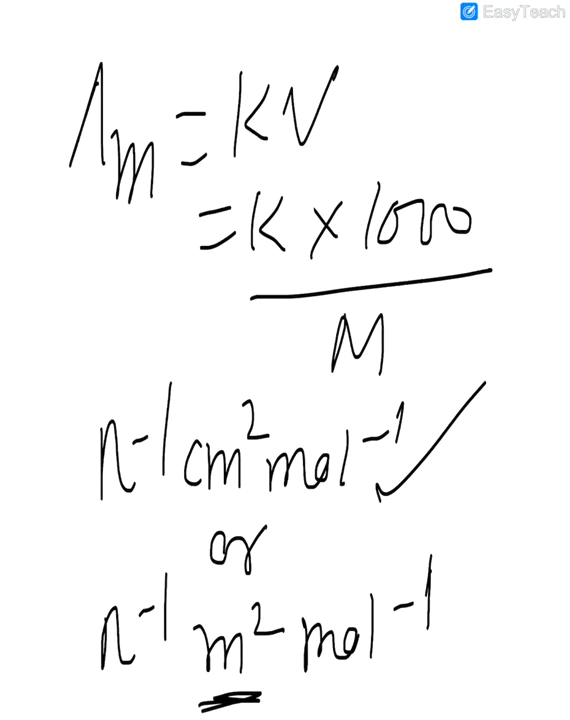 EasyTeach
Λm = KV
= K × 1000
M
Ω⁻¹ cm² mol⁻¹ ✓
or
Ω⁻¹ m² mol⁻¹